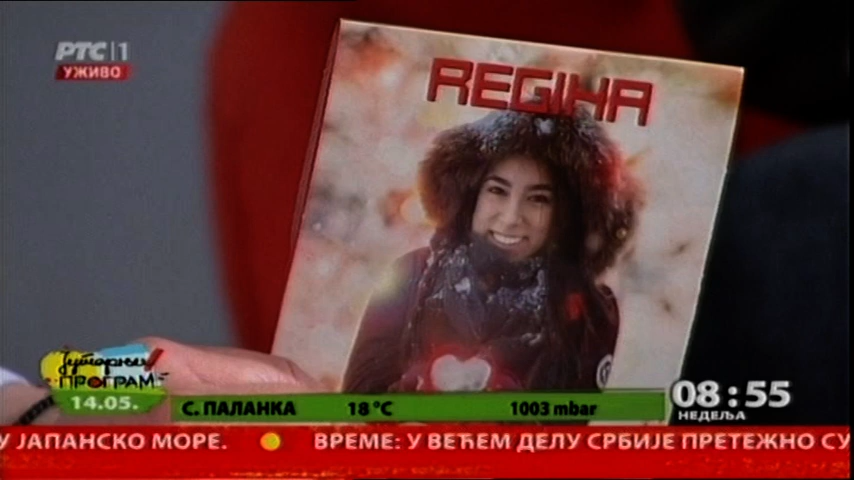 РТС|1
УЖИВО
REGINA
Јутарњи
ПРОГРАМ
14.05.
С. ПАЛАНКА 18°C 1003 mbar
08:55
НЕДЕЉА
У ЈАПАНСКО МОРЕ. ВРЕМЕ: У ВЕЋЕМ ДЕЛУ СРБИЈЕ ПРЕТЕЖНО СУ